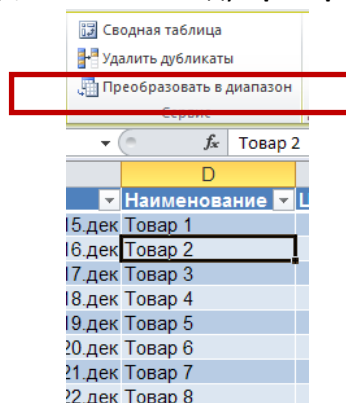 Сводная таблица
Удалить дубликаты
Преобразовать в диапазон
Сервис
fx Товар 2
D
Наименование
15.дек Товар 1
16.дек Товар 2
17.дек Товар 3
18.дек Товар 4
19.дек Товар 5
20.дек Товар 6
21.дек Товар 7
22.дек Товар 8